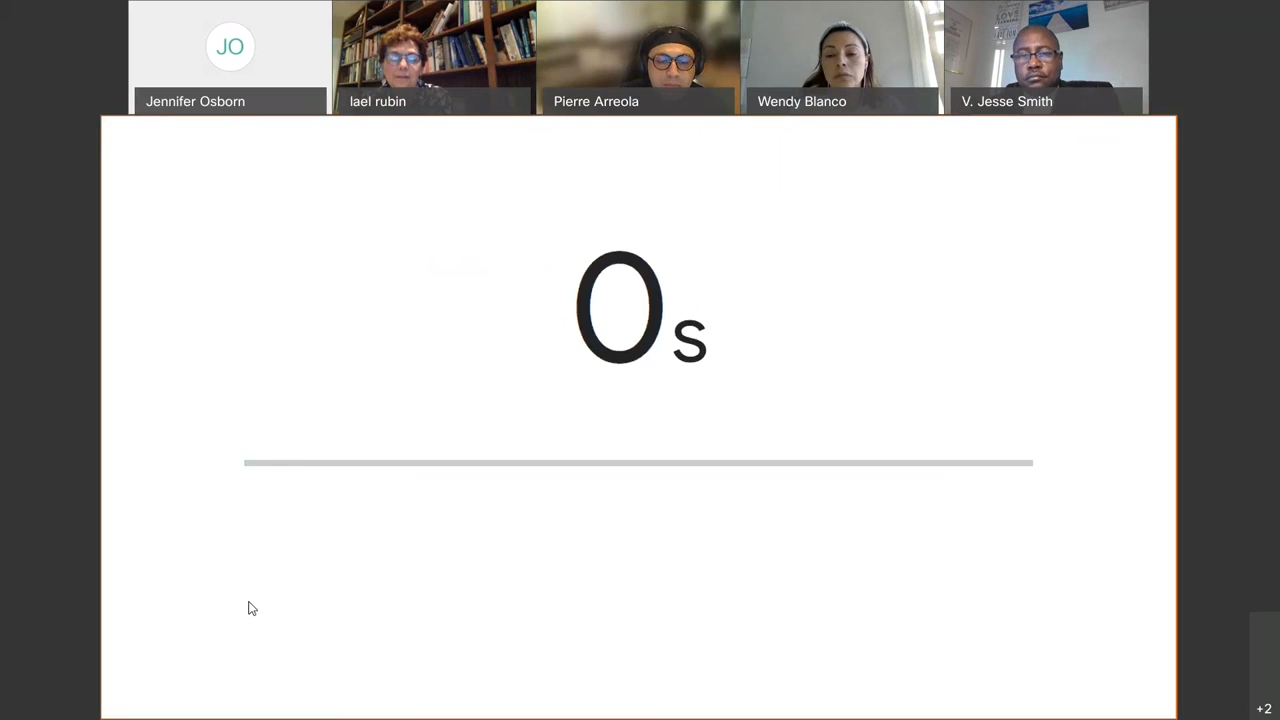 JO
Jennifer Osborn
lael rubin
Pierre Arreola
Wendy Blanco
V. Jesse Smith
0s
+2